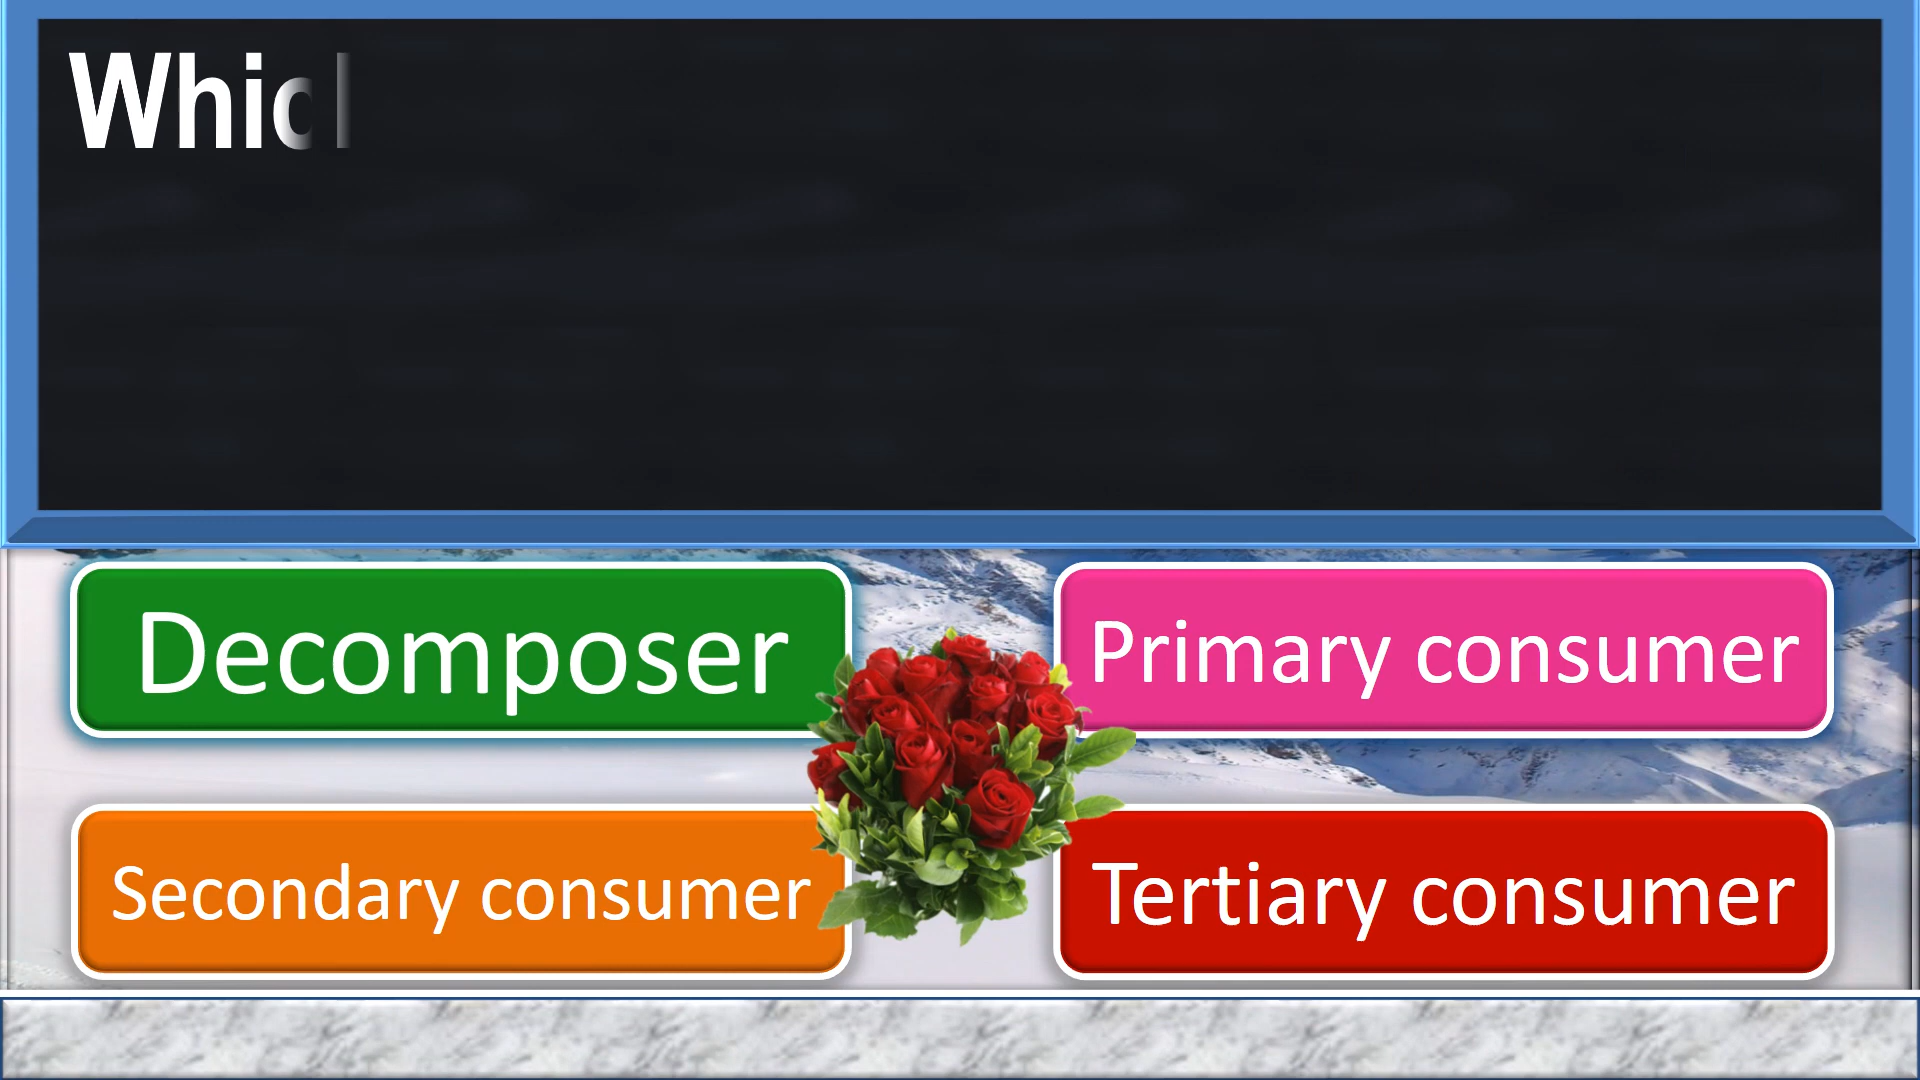 Whic
Decomposer
Primary consumer
Secondary consumer
Tertiary consumer